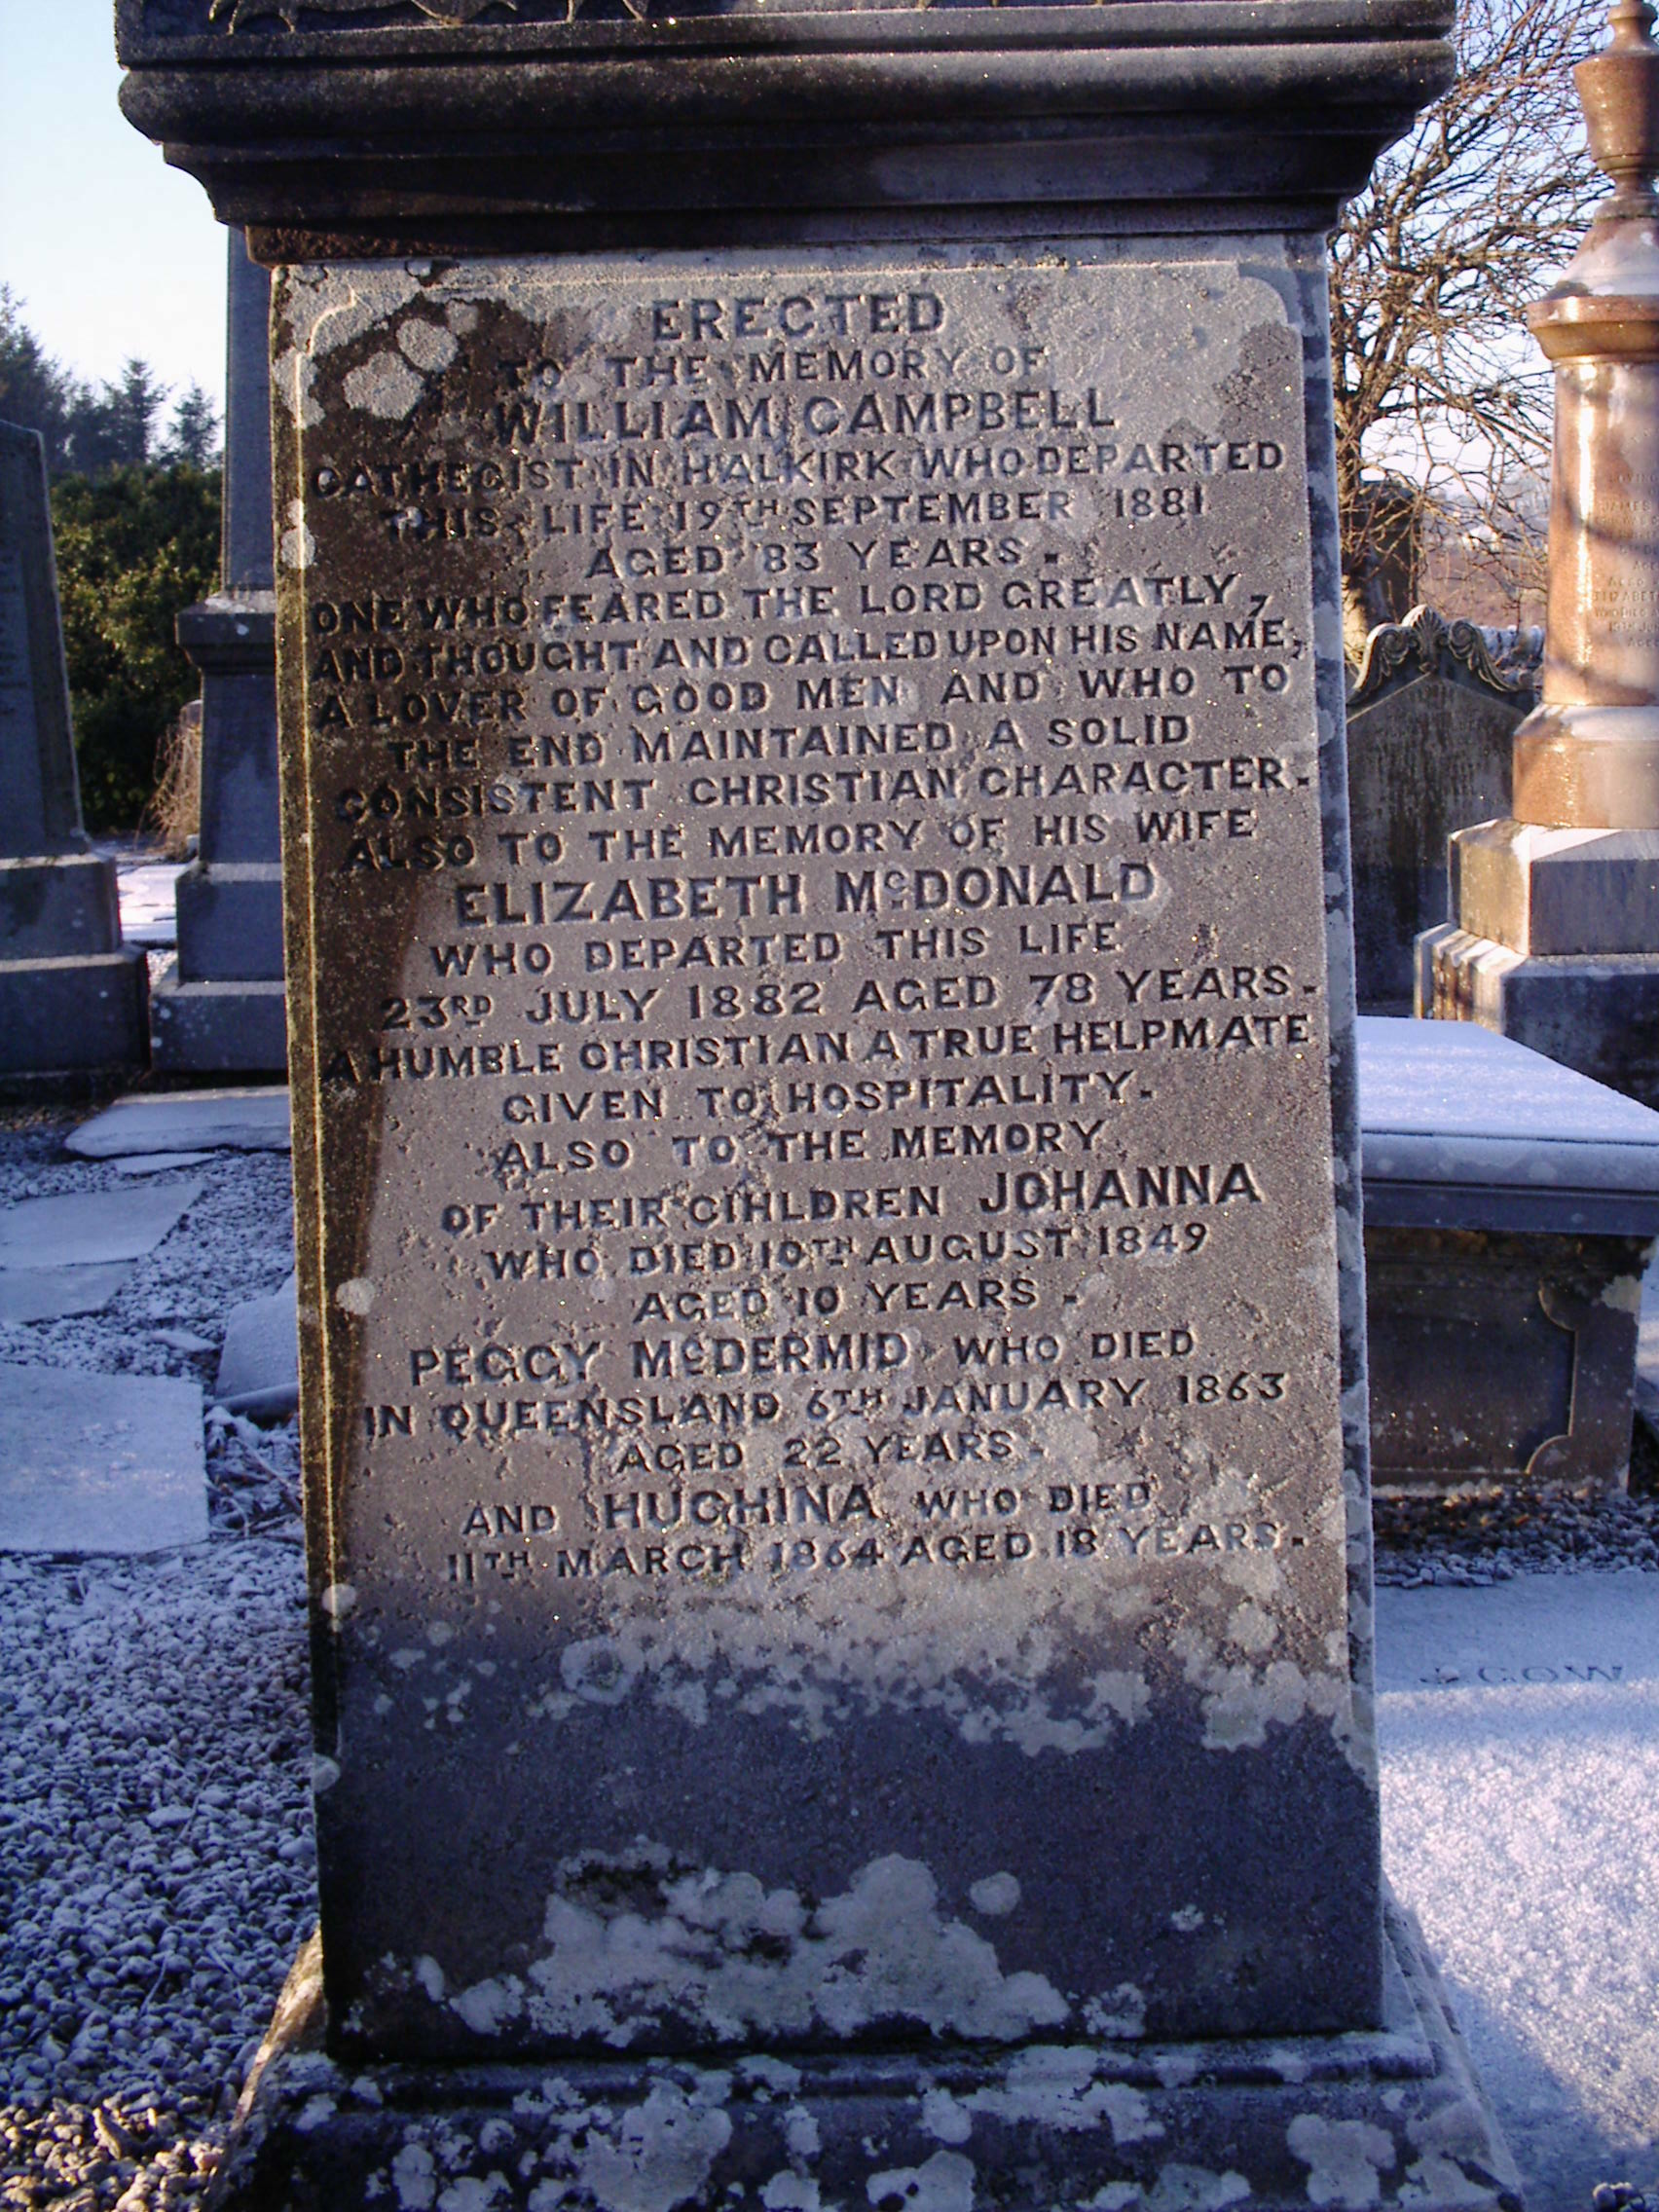 ERECTED
TO THE MEMORY OF
WILLIAM CAMPBELL
CATHECIST IN HALKIRK WHO DEPARTED
THIS LIFE 19TH SEPTEMBER 1881
AGED 83 YEARS.
ONE WHO FEARED THE LORD GREATLY,
AND THOUGHT AND CALLED UPON HIS NAME,
A LOVER OF GOOD MEN AND WHO TO
THE END MAINTAINED A SOLID
CONSISTENT CHRISTIAN CHARACTER.
ALSO TO THE MEMORY OF HIS WIFE
ELIZABETH McDONALD
WHO DEPARTED THIS LIFE
23RD JULY 1882 AGED 78 YEARS.
A HUMBLE CHRISTIAN A TRUE HELPMATE
GIVEN TO HOSPITALITY.
ALSO TO THE MEMORY
OF THEIR CIHLDREN JOHANNA
WHO DIED 10TH AUGUST 1849
AGED 10 YEARS.
PEGGY McDERMID WHO DIED
IN QUEENSLAND 6TH JANUARY 1863
AGED 22 YEARS.
AND HUGHINA WHO DIED
11TH MARCH 1864 AGED 18 YEARS.
GOW